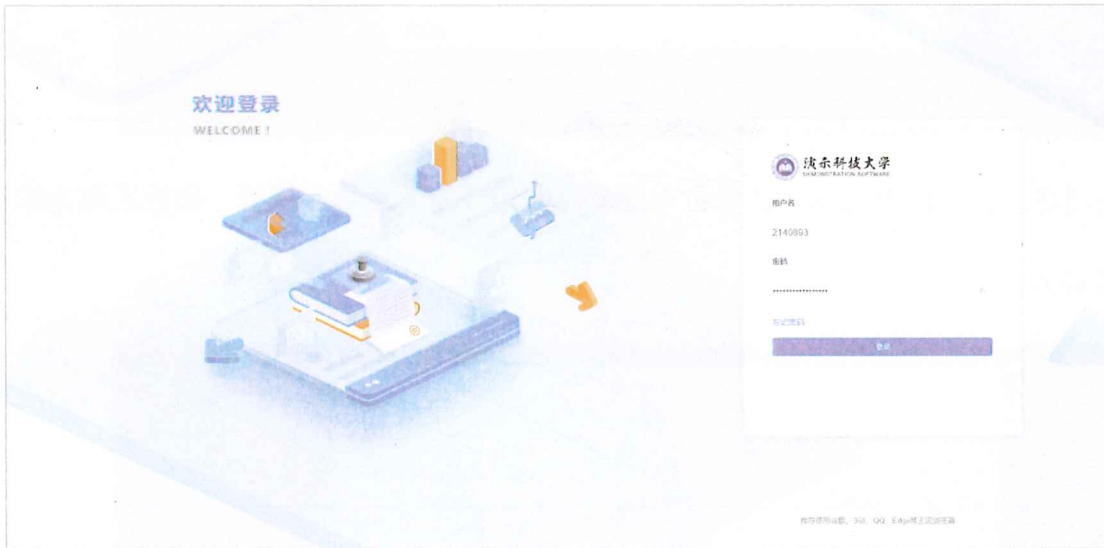 欢迎登录
WELCOME！
演示科技大学
DEMONSTRATION SOFTWARE
用户名
2140893
密码
••••••••••••••••
忘记密码
登录
推荐使用谷歌、360、QQ、Edge等主流浏览器